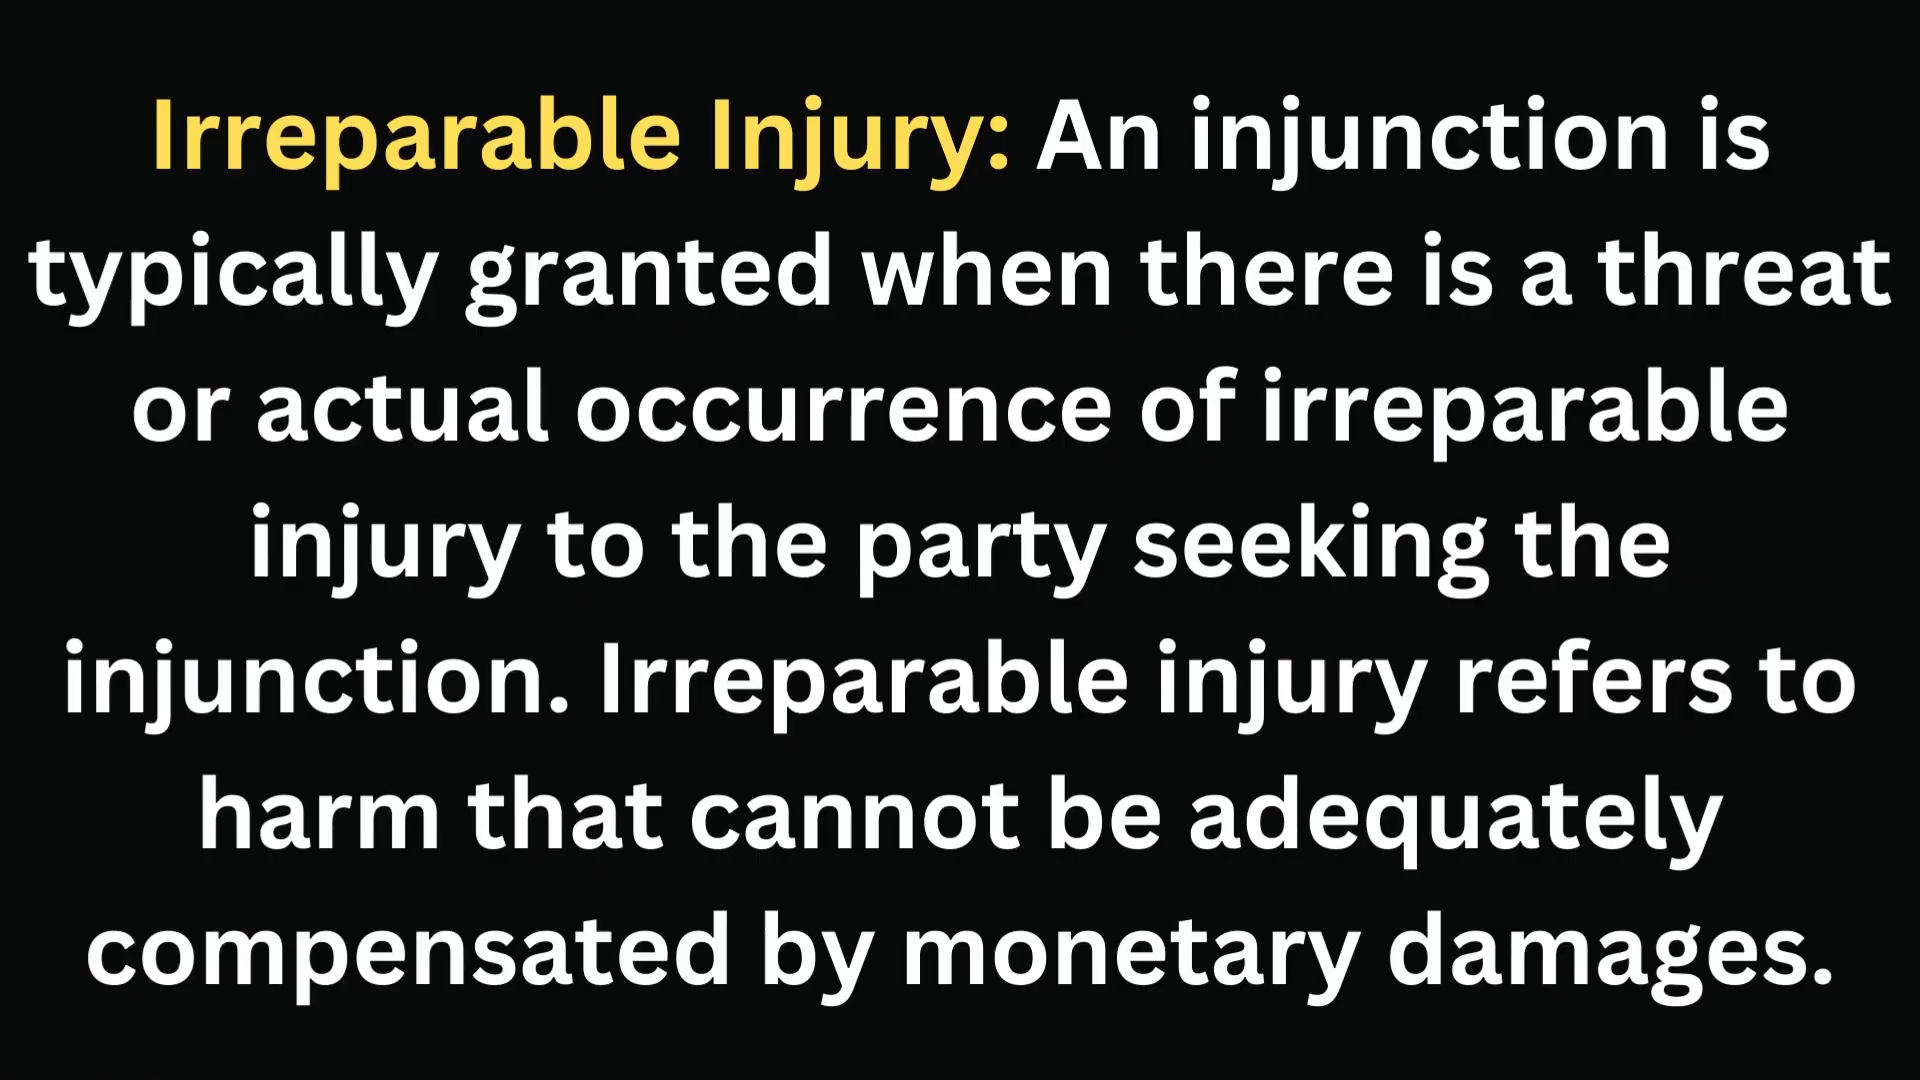 Irreparable Injury: An injunction is
typically granted when there is a threat
or actual occurrence of irreparable
injury to the party seeking the
injunction. Irreparable injury refers to
harm that cannot be adequately
compensated by monetary damages.